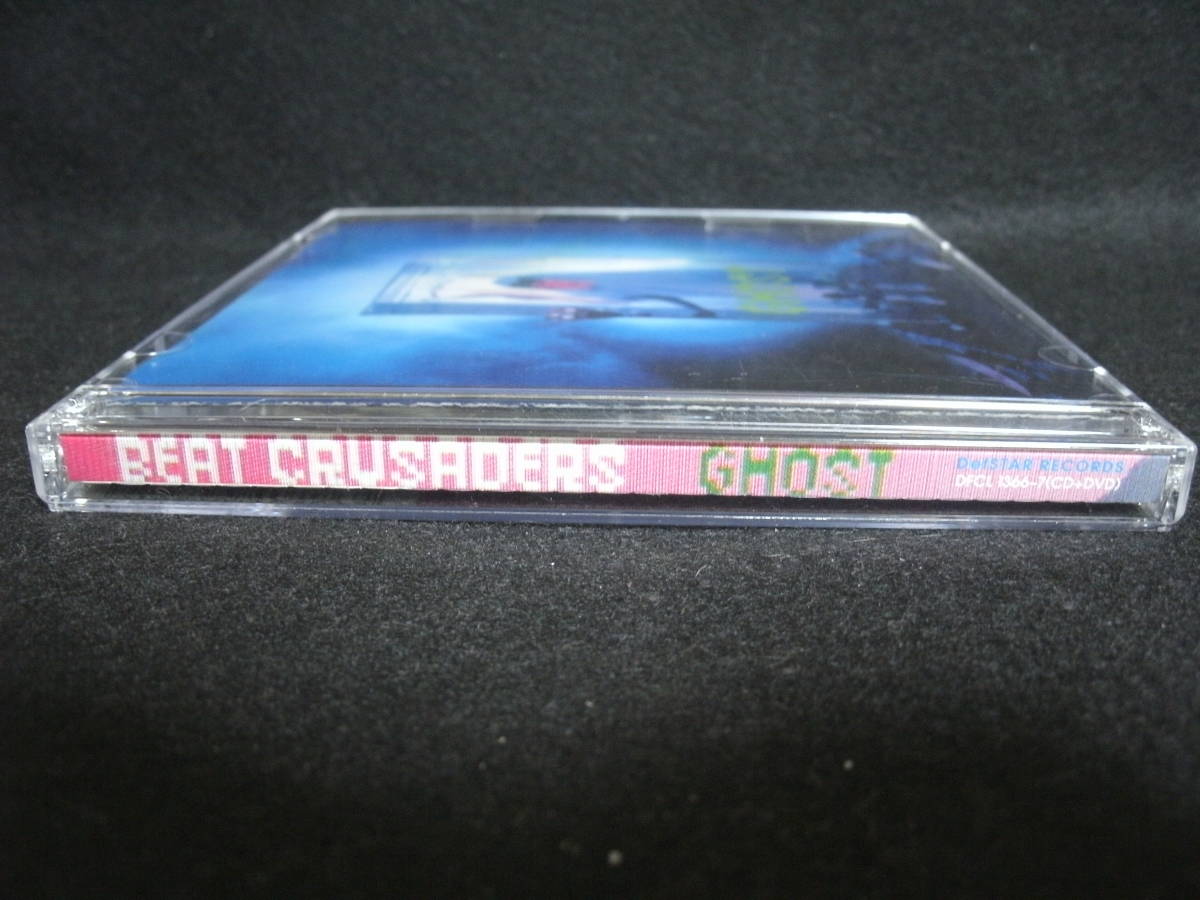 BEAT CRUSADERS GHOST
DefSTAR RECORDS
DFCL 1366-7(CD+DVD)